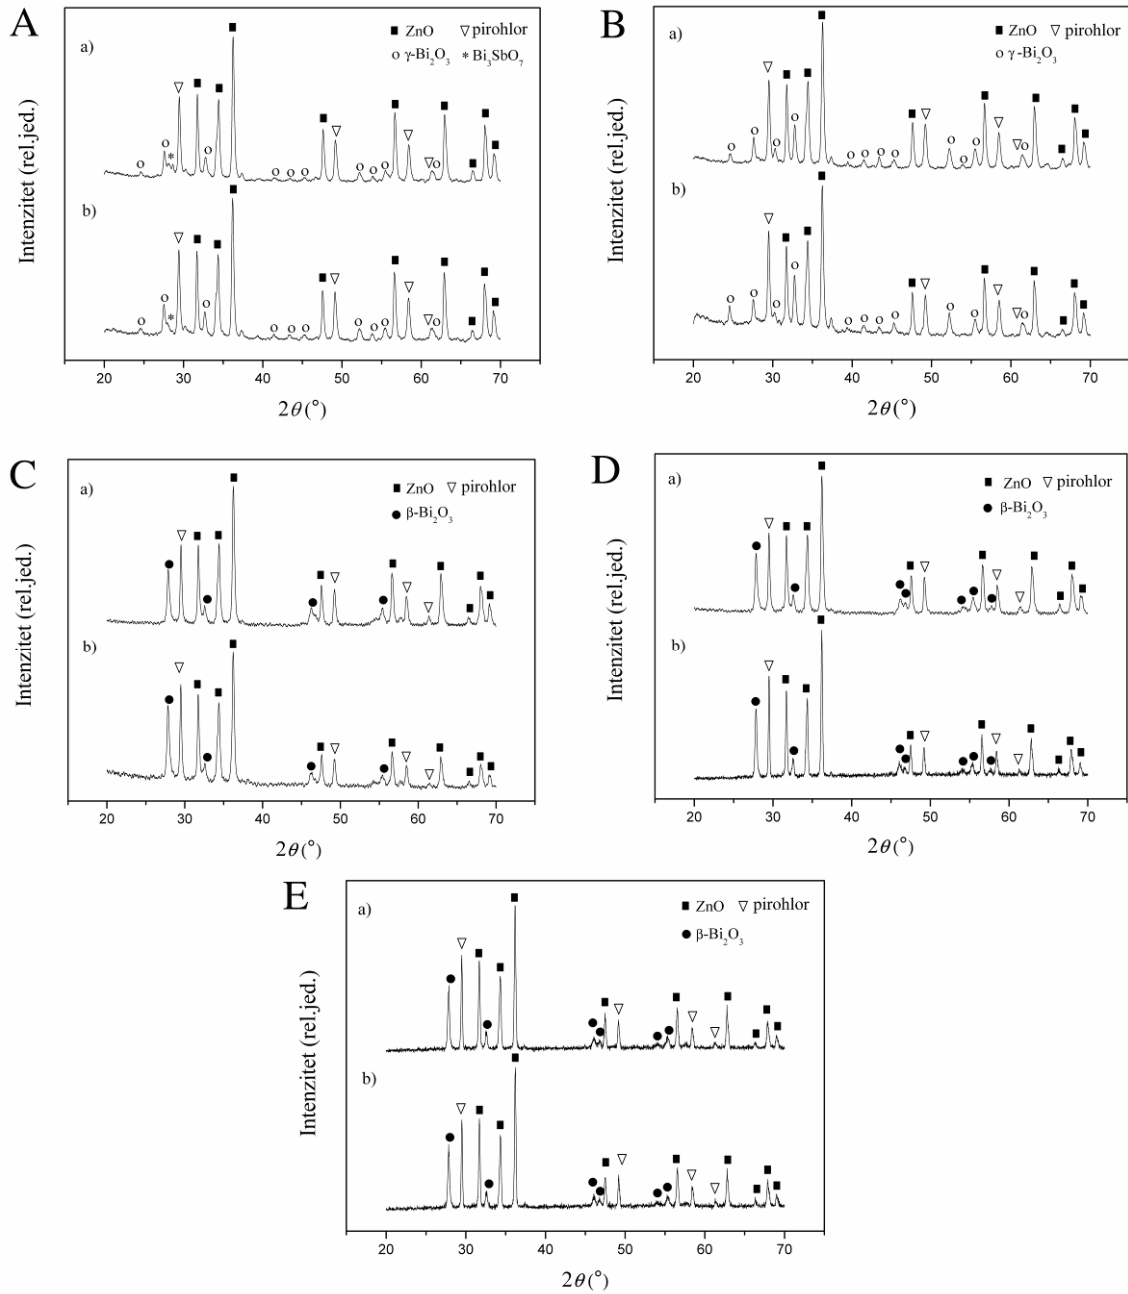 A
a)
■ ZnO ▽ pirohlor
o γ-Bi₂O₃ * Bi₃SbO₇
b)
Intenzitet (rel.jed.)
20 30 40 50 60 70
2θ (°)
B
a)
■ ZnO ▽ pirohlor
o γ-Bi₂O₃
b)
Intenzitet (rel.jed.)
20 30 40 50 60 70
2θ (°)
C
a)
■ ZnO ▽ pirohlor
● β-Bi₂O₃
b)
Intenzitet (rel.jed.)
20 30 40 50 60 70
2θ (°)
D
a)
■ ZnO ▽ pirohlor
● β-Bi₂O₃
b)
Intenzitet (rel.jed.)
20 30 40 50 60 70
2θ (°)
E
a)
■ ZnO ▽ pirohlor
● β-Bi₂O₃
b)
Intenzitet (rel.jed.)
20 30 40 50 60 70
2θ (°)